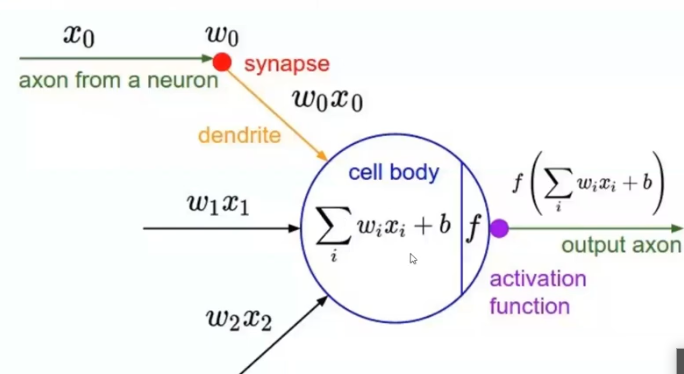 x₀
w₀
axon from a neuron
synapse
w₀x₀
dendrite
cell body
w₁x₁
∑ᵢ wᵢxᵢ + b
f
f(∑ᵢ wᵢxᵢ + b)
output axon
activation
function
w₂x₂